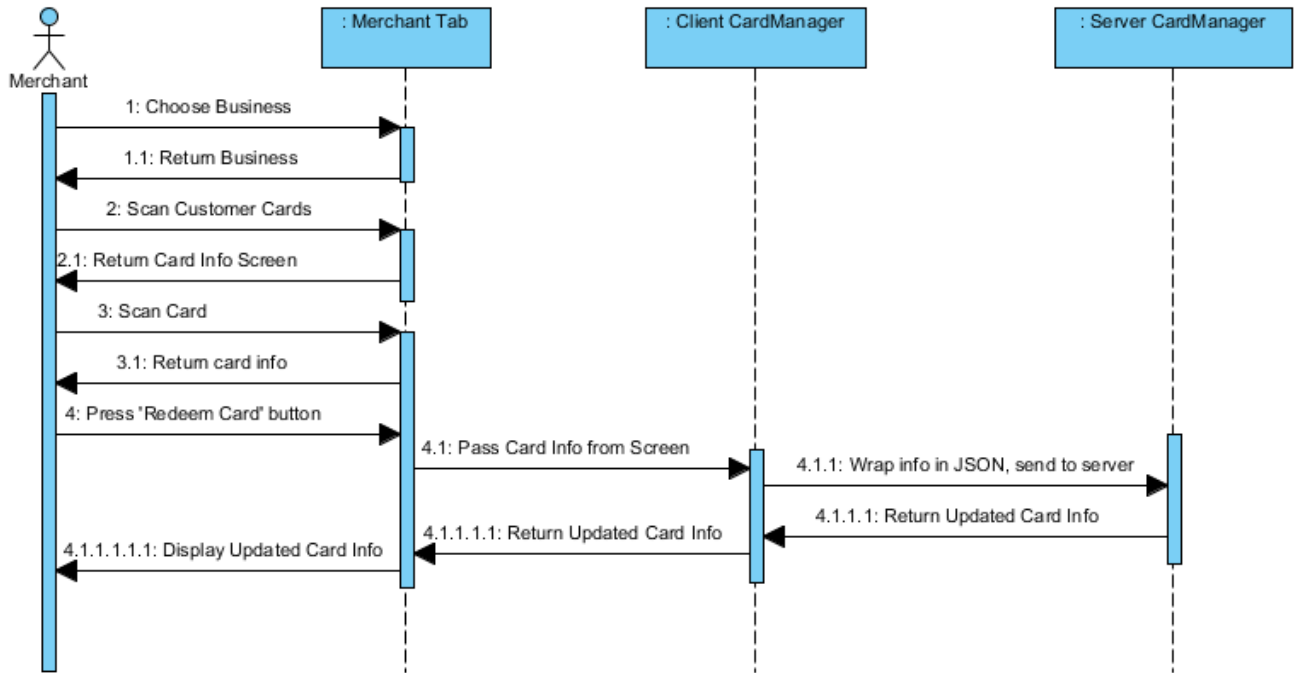 : Merchant Tab
: Client CardManager
: Server CardManager
Merchant
1: Choose Business
1.1: Return Business
2: Scan Customer Cards
2.1: Return Card Info Screen
3: Scan Card
3.1: Return card info
4: Press 'Redeem Card' button
4.1: Pass Card Info from Screen
4.1.1: Wrap info in JSON, send to server
4.1.1.1: Return Updated Card Info
4.1.1.1.1: Return Updated Card Info
4.1.1.1.1.1: Display Updated Card Info